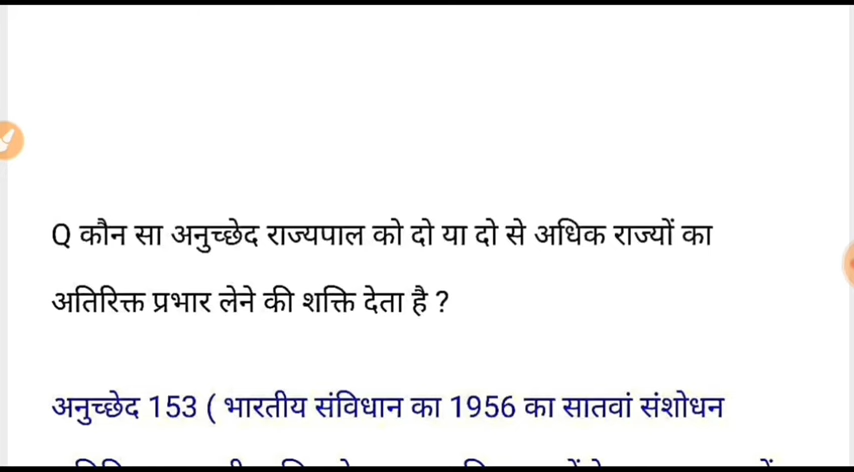 Q कौन सा अनुच्छेद राज्यपाल को दो या दो से अधिक राज्यों का
अतिरिक्त प्रभार लेने की शक्ति देता है ?
अनुच्छेद 153 ( भारतीय संविधान का 1956 का सातवां संशोधन